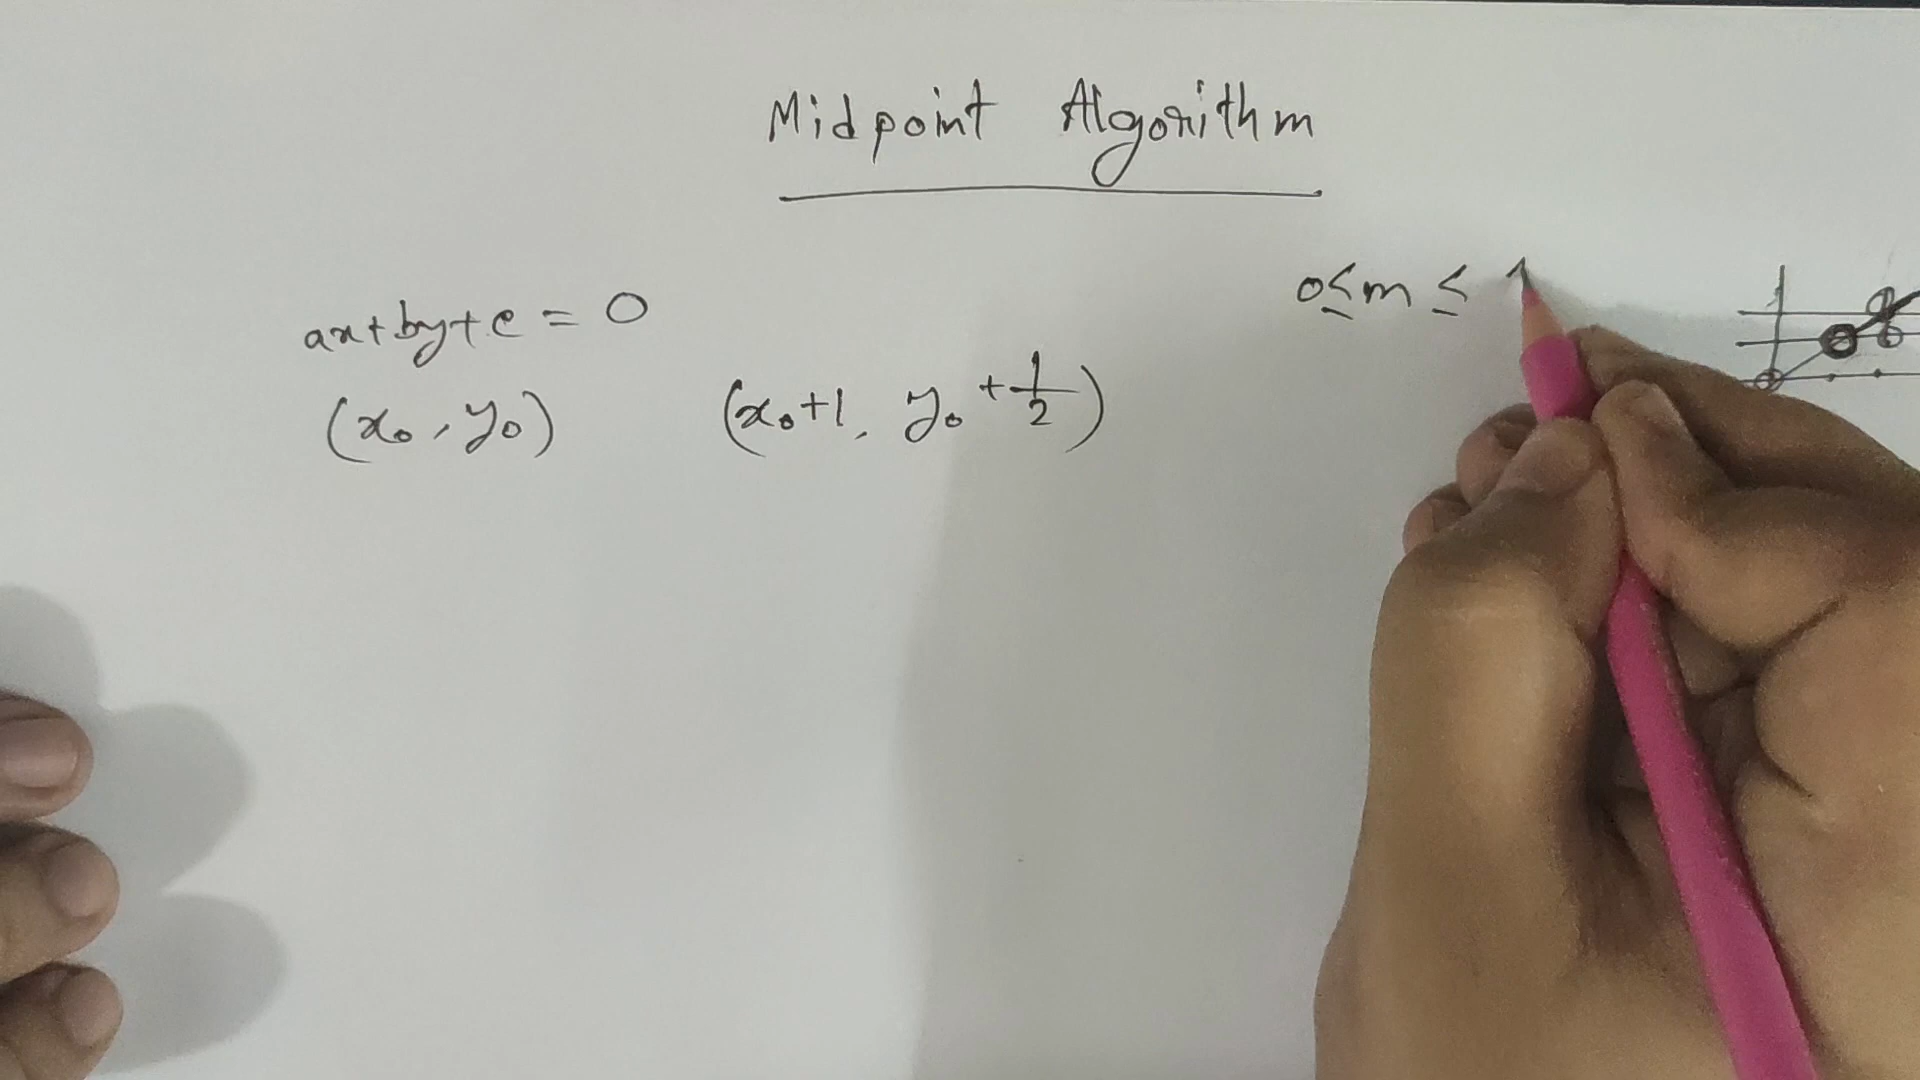 Midpoint Algorithm
0 ≤ m ≤ 1
ax + by + c = 0
(x₀, y₀) (x₀+1, y₀ + 1/2)